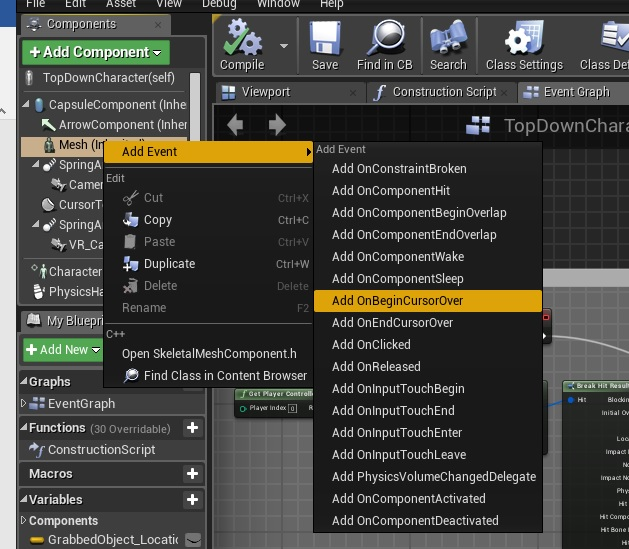 File Edit Asset View Debug Window Help
Components
Add Component
Compile
Save
Find in CB
Search
Class Settings
Class Def
TopDownCharacter(self)
Viewport
Construction Script
Event Graph
CapsuleComponent (Inhe
ArrowComponent (Inher
TopDownChara
Mesh (In
SpringA
Camer
CursorTo
SpringA
VR_Ca
Character
PhysicsHa
Add Event
Edit
Cut Ctrl+X
Copy Ctrl+C
Paste Ctrl+V
Duplicate Ctrl+W
Delete Delete
Rename F2
C++
Open SkeletalMeshComponent.h
Find Class in Content Browser
Add Event
Add OnConstraintBroken
Add OnComponentHit
Add OnComponentBeginOverlap
Add OnComponentEndOverlap
Add OnComponentWake
Add OnComponentSleep
Add OnBeginCursorOver
Add OnEndCursorOver
Add OnClicked
Add OnReleased
Add OnInputTouchBegin
Add OnInputTouchEnd
Add OnInputTouchEnter
Add OnInputTouchLeave
Add PhysicsVolumeChangedDelegate
Add OnComponentActivated
Add OnComponentDeactivated
My Bluepri
Add New
Graphs
EventGraph
Functions (30 Overridable)
ConstructionScript
Macros
Variables
Components
GrabbedObject_Locatio
Get Player Controll
Player Index 0 R
Break Hit Result
Hit Blocking
Initial Ov
Loca
Impact
No
Impact No
Phy
Hit
Hit Comp
Hit Bone